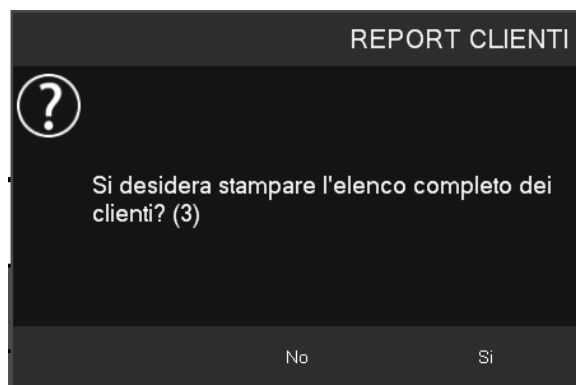 REPORT CLIENTI
?
Si desidera stampare l'elenco completo dei
clienti? (3)
No
Si